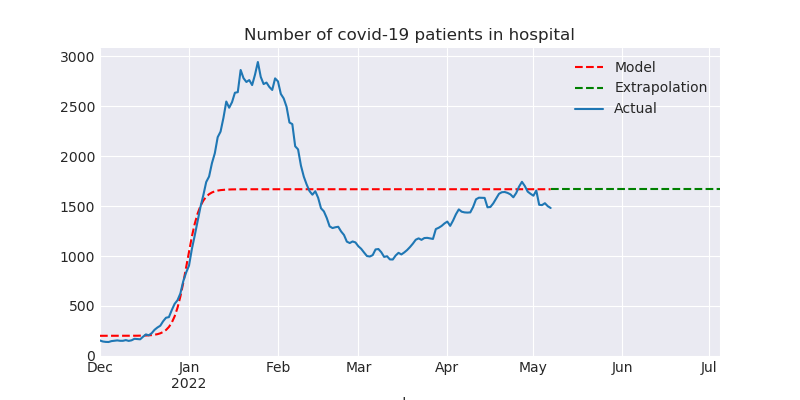 Number of covid-19 patients in hospital
3000
2500
2000
1500
1000
500
0
Model
Extrapolation
Actual
Dec
Jan
2022
Feb
Mar
Apr
May
Jun
Jul